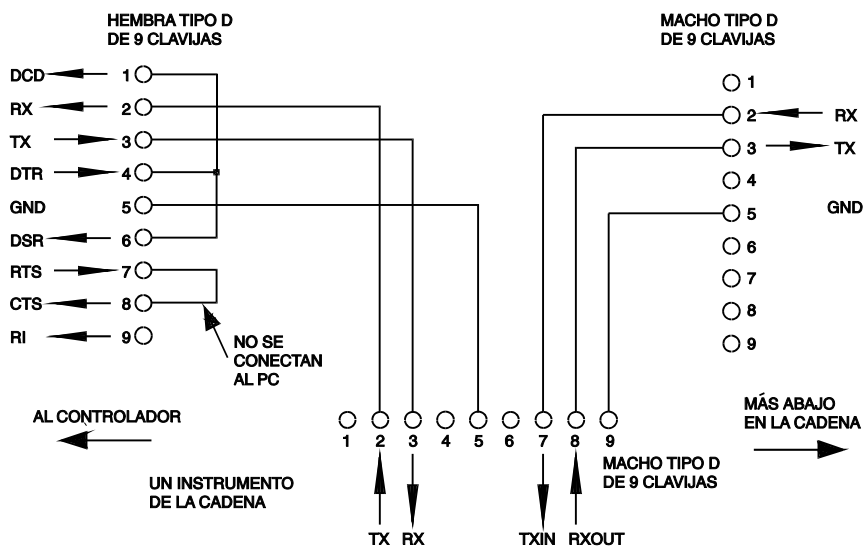 HEMBRA TIPO D
DE 9 CLAVIJAS
MACHO TIPO D
DE 9 CLAVIJAS
DCD 1
RX 2
TX 3
DTR 4
GND 5
DSR 6
RTS 7
CTS 8
RI 9
NO SE
CONECTAN
AL PC
1
2 RX
3 TX
4
5 GND
6
7
8
9
AL CONTROLADOR
MÁS ABAJO
EN LA CADENA
1 2 3 4 5 6 7 8 9
UN INSTRUMENTO
DE LA CADENA
MACHO TIPO D
DE 9 CLAVIJAS
TX RX TXIN RXOUT